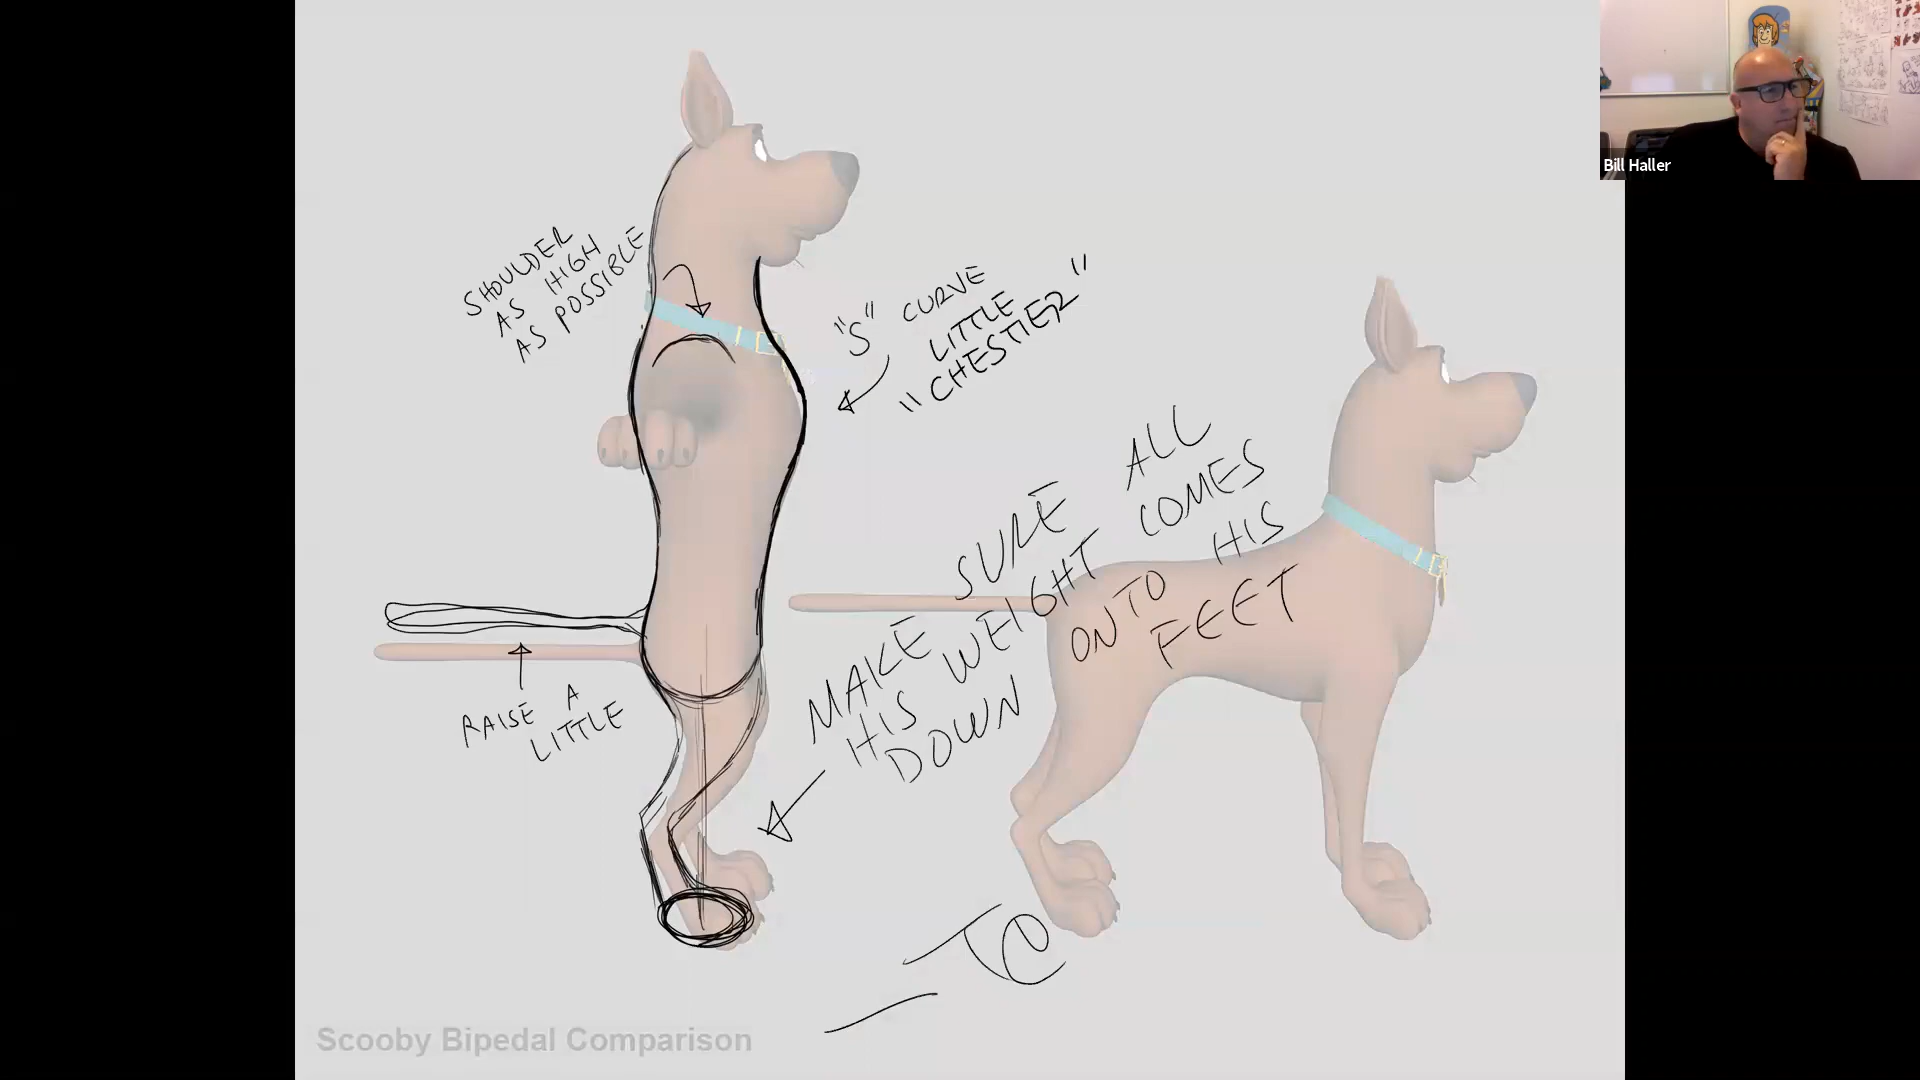 Bill Haller
SHOULDER
AS HIGH
AS POSSIBLE
"S" CURVE
LITTLE
"CHESTIER"
MAKE SURE ALL
HIS WEIGHT COMES
DOWN ONTO HIS
FEET
RAISE A
LITTLE
Scooby Bipedal Comparison